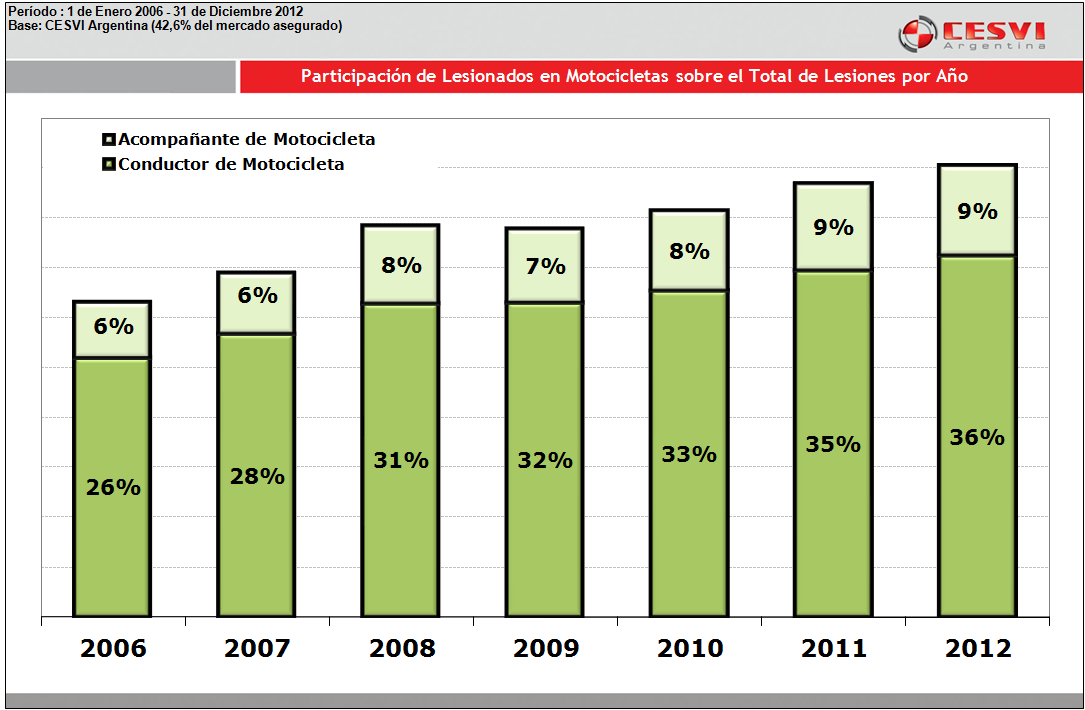 Período : 1 de Enero 2006 - 31 de Diciembre 2012
Base: CESVI Argentina (42,6% del mercado asegurado)
CESVI
Argentina
Participación de Lesionados en Motocicletas sobre el Total de Lesiones por Año
Acompañante de Motocicleta
Conductor de Motocicleta
6% 6% 8% 7% 8% 9% 9%
26% 28% 31% 32% 33% 35% 36%
2006 2007 2008 2009 2010 2011 2012